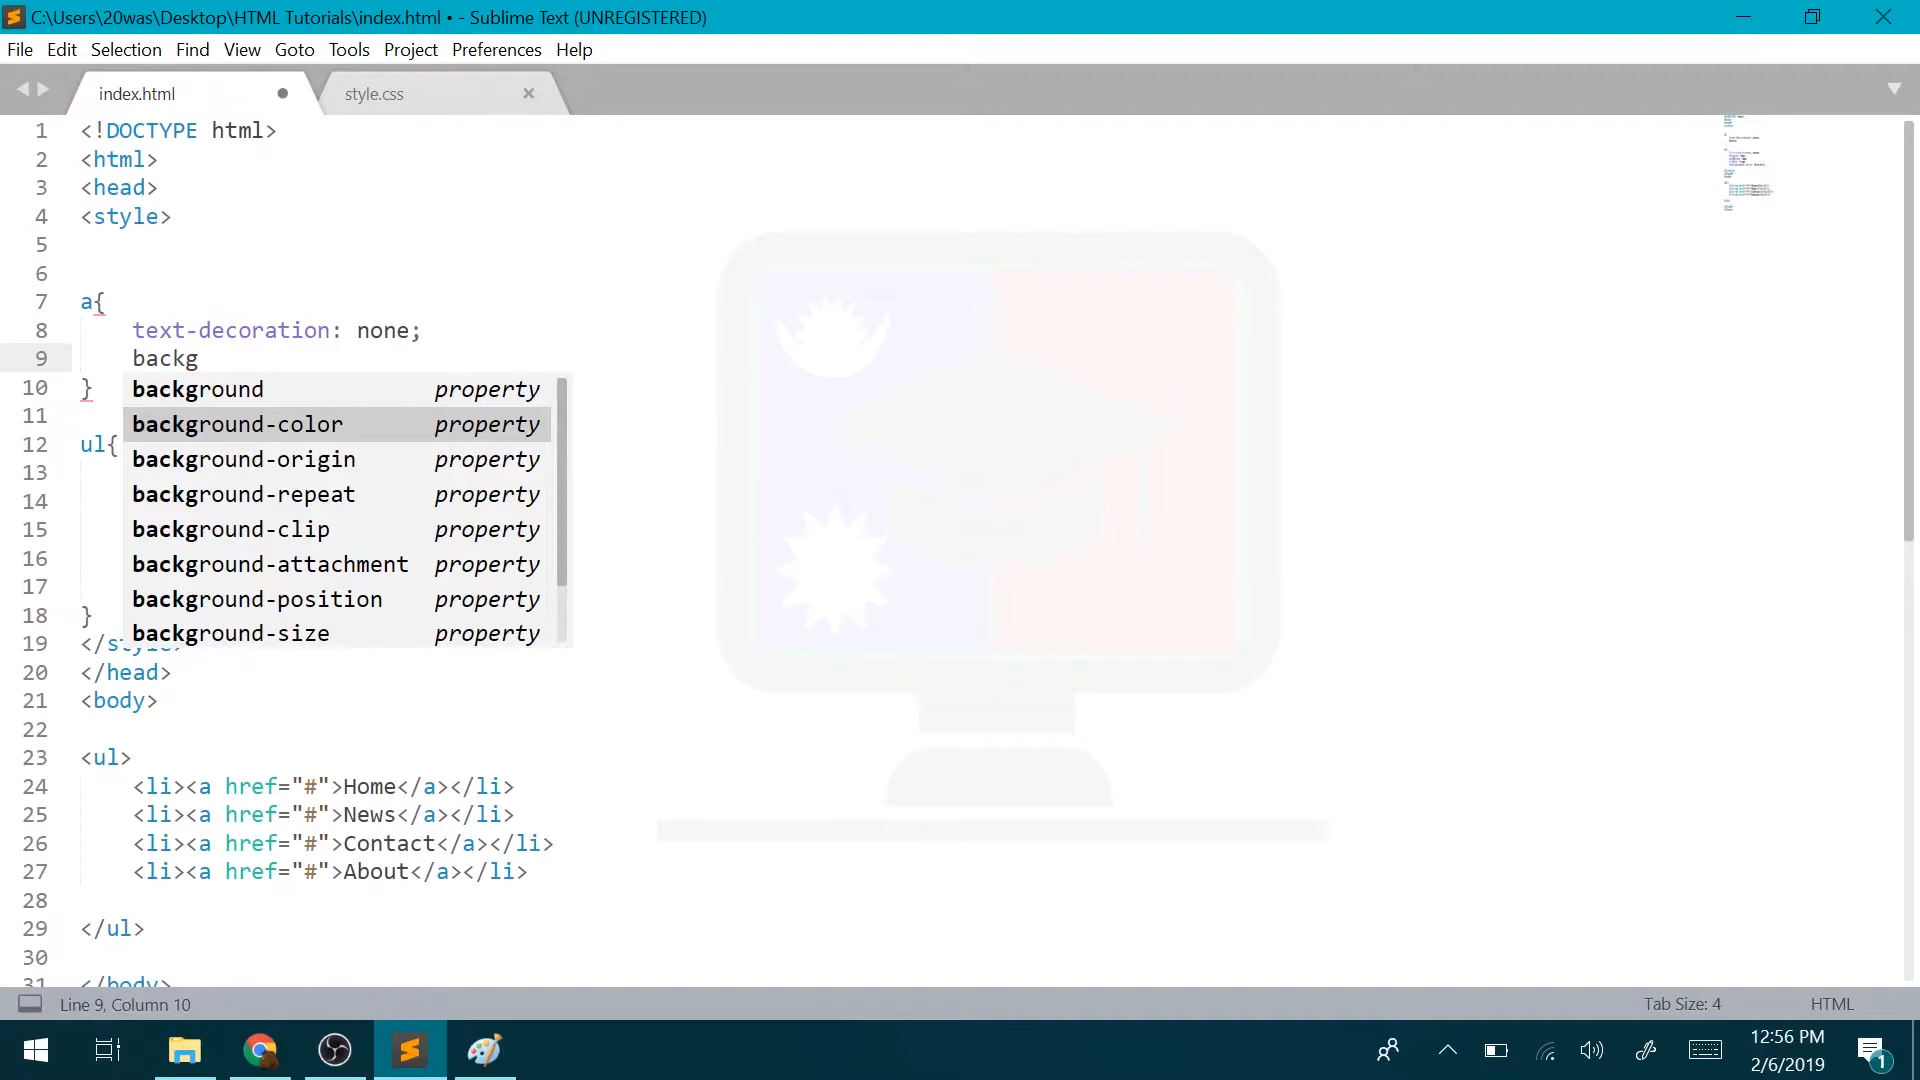 C:\Users\20was\Desktop\HTML Tutorials\index.html • - Sublime Text (UNREGISTERED)
File Edit Selection Find View Goto Tools Project Preferences Help
index.html style.css
1 <!DOCTYPE html>
2 <html>
3 <head>
4 <style>
5
6
7 a{
8 text-decoration: none;
9 backg
10 } background property
11 background-color property
12 ul{ background-origin property
13
14 background-repeat property
15 background-clip property
16 background-attachment property
17 background-position property
18 } background-size property
19 </style>
20 </head>
21 <body>
22
23 <ul>
24 <li><a href="#">Home</a></li>
25 <li><a href="#">News</a></li>
26 <li><a href="#">Contact</a></li>
27 <li><a href="#">About</a></li>
28
29 </ul>
30
31 </body>
Line 9, Column 10 Tab Size: 4 HTML
12:56 PM
2/6/2019
1